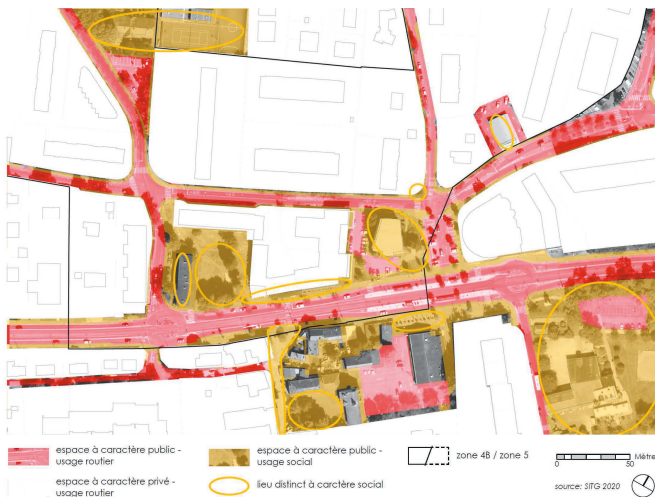 espace à caractère public -
usage routier
espace à caractère public -
usage social
zone 4B / zone 5
0 50 Mètre
espace à caractère privé -
usage routier
lieu distinct à carctère social
source: SITG 2020